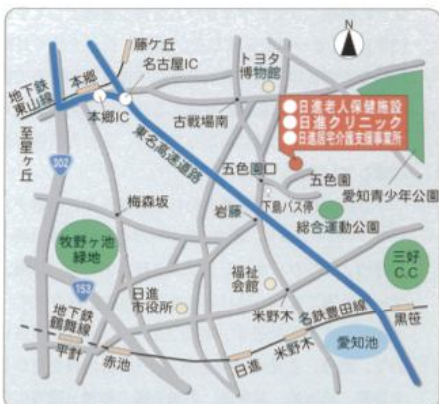 N
藤ケ丘
名古屋IC
トヨタ
博物館
本郷
地下鉄
東山線
本郷IC
古戦場南
日進老人保健施設
日進クリニック
日進居宅介護支援事業所
至星ヶ丘
302
東名高速道路
五色園口
五色園
愛知青少年公園
下島バス停
梅森坂
岩藤
総合運動公園
牧野ヶ池
緑地
三好
C.C
福祉
会館
日進
市役所
153
米野木
名鉄豊田線
黒笹
地下鉄
鶴舞線
平針
赤池
日進
米野木
愛知池